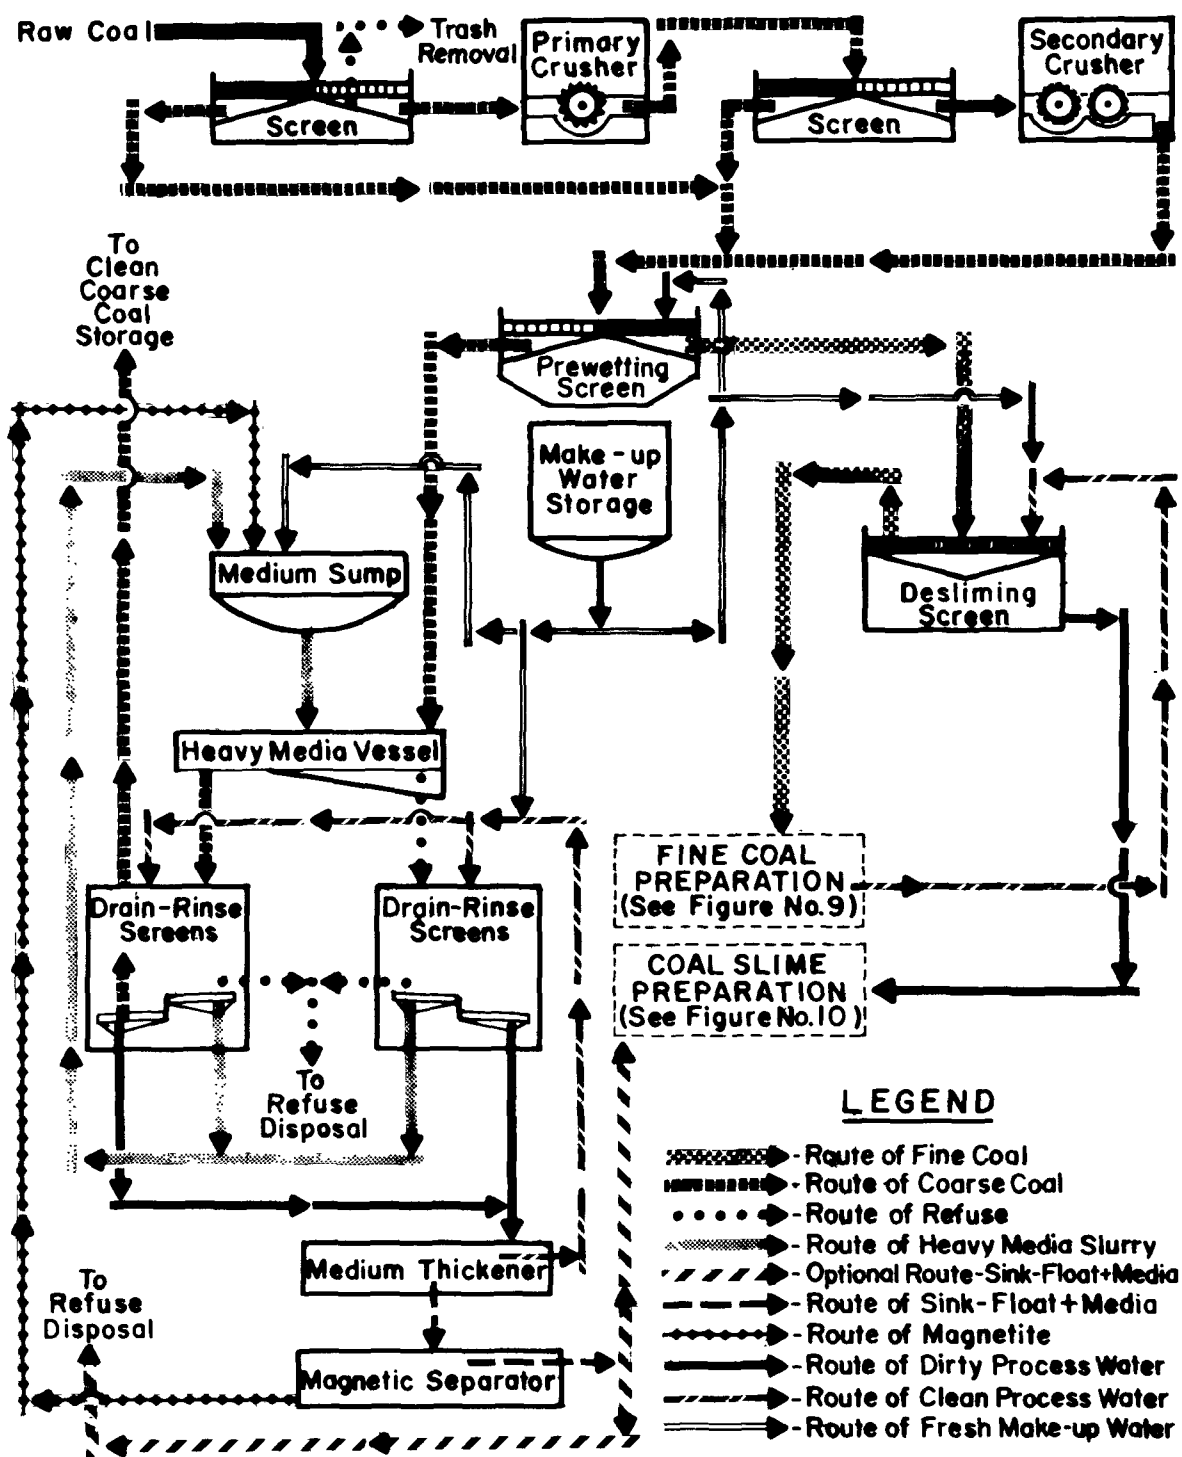 Raw Coal
Trash
Removal
Primary
Crusher
Secondary
Crusher
Screen
Screen
To
Clean
Coarse
Coal
Storage
Prewetting
Screen
Make-up
Water
Storage
Medium Sump
Desliming
Screen
Heavy Media Vessel
Drain-Rinse
Screens
Drain-Rinse
Screens
FINE COAL
PREPARATION
(See Figure No.9)
COAL SLIME
PREPARATION
(See Figure No.10)
To
Refuse
Disposal
Medium Thickener
To
Refuse
Disposal
Magnetic Separator
LEGEND
-Route of Fine Coal
-Route of Coarse Coal
-Route of Refuse
-Route of Heavy Media Slurry
-Optional Route-Sink-Float+Media
-Route of Sink-Float+Media
-Route of Magnetite
-Route of Dirty Process Water
-Route of Clean Process Water
-Route of Fresh Make-up Water